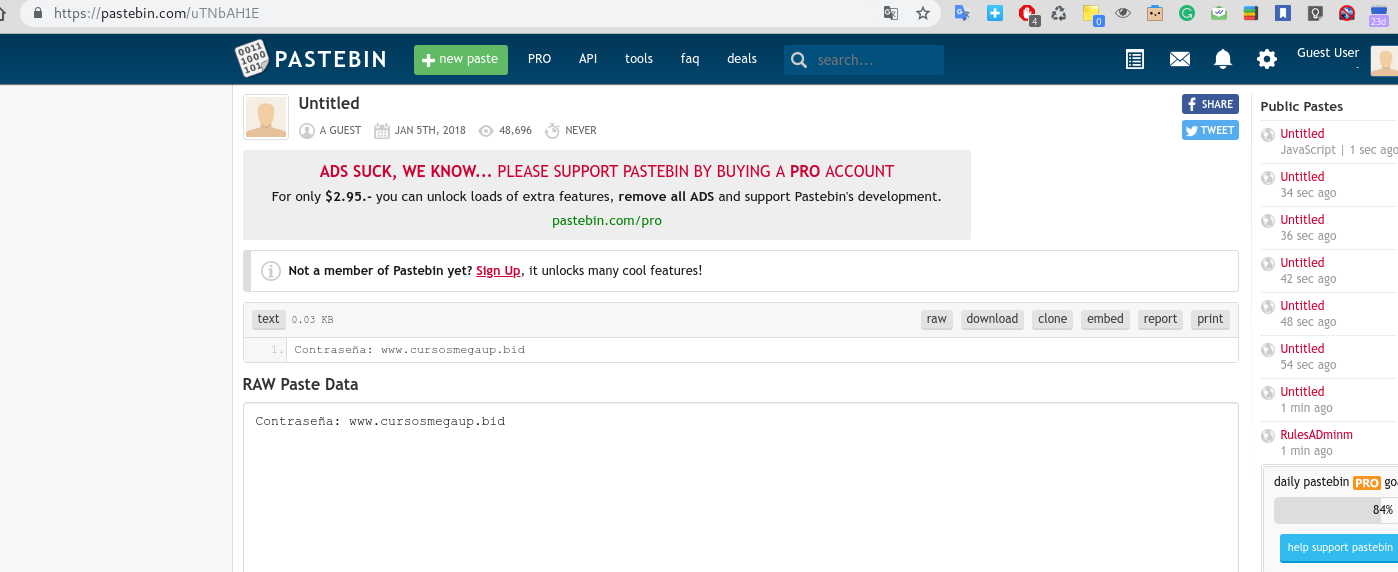 https://pastebin.com/uTNbAH1E
4
0
23d
0011
1000
101
PASTEBIN
new paste PRO API tools faq deals search...
Guest User
-
Untitled
A GUEST JAN 5TH, 2018 48,696 NEVER
SHARE
TWEET
ADS SUCK, WE KNOW... PLEASE SUPPORT PASTEBIN BY BUYING A PRO ACCOUNT
For only $2.95.- you can unlock loads of extra features, remove all ADS and support Pastebin's development.
pastebin.com/pro
Not a member of Pastebin yet? Sign Up, it unlocks many cool features!
text 0.03 KB
raw download clone embed report print
1. Contraseña: www.cursosmegaup.bid
RAW Paste Data
Contraseña: www.cursosmegaup.bid
Public Pastes
Untitled
JavaScript | 1 sec ago
Untitled
34 sec ago
Untitled
36 sec ago
Untitled
42 sec ago
Untitled
48 sec ago
Untitled
54 sec ago
Untitled
1 min ago
RulesADminm
1 min ago
daily pastebin PRO goa
84%
help support pastebin